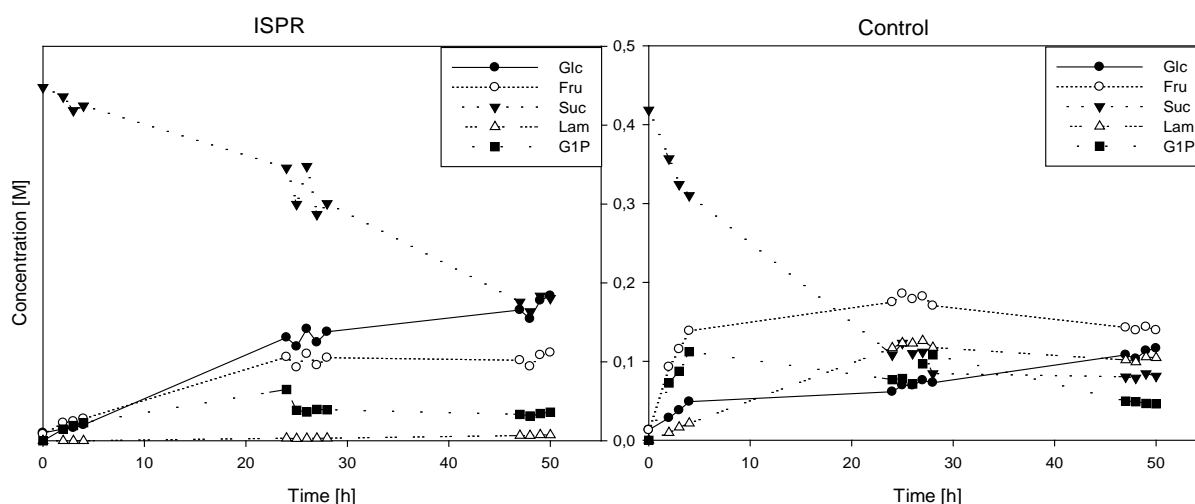 ISPR
Control
Glc
Fru
Suc
Lam
G1P
Glc
Fru
Suc
Lam
G1P
Concentration [M]
0,5
0,4
0,3
0,2
0,1
0,0
0 10 20 30 40 50
0 10 20 30 40 50
Time [h]
Time [h]